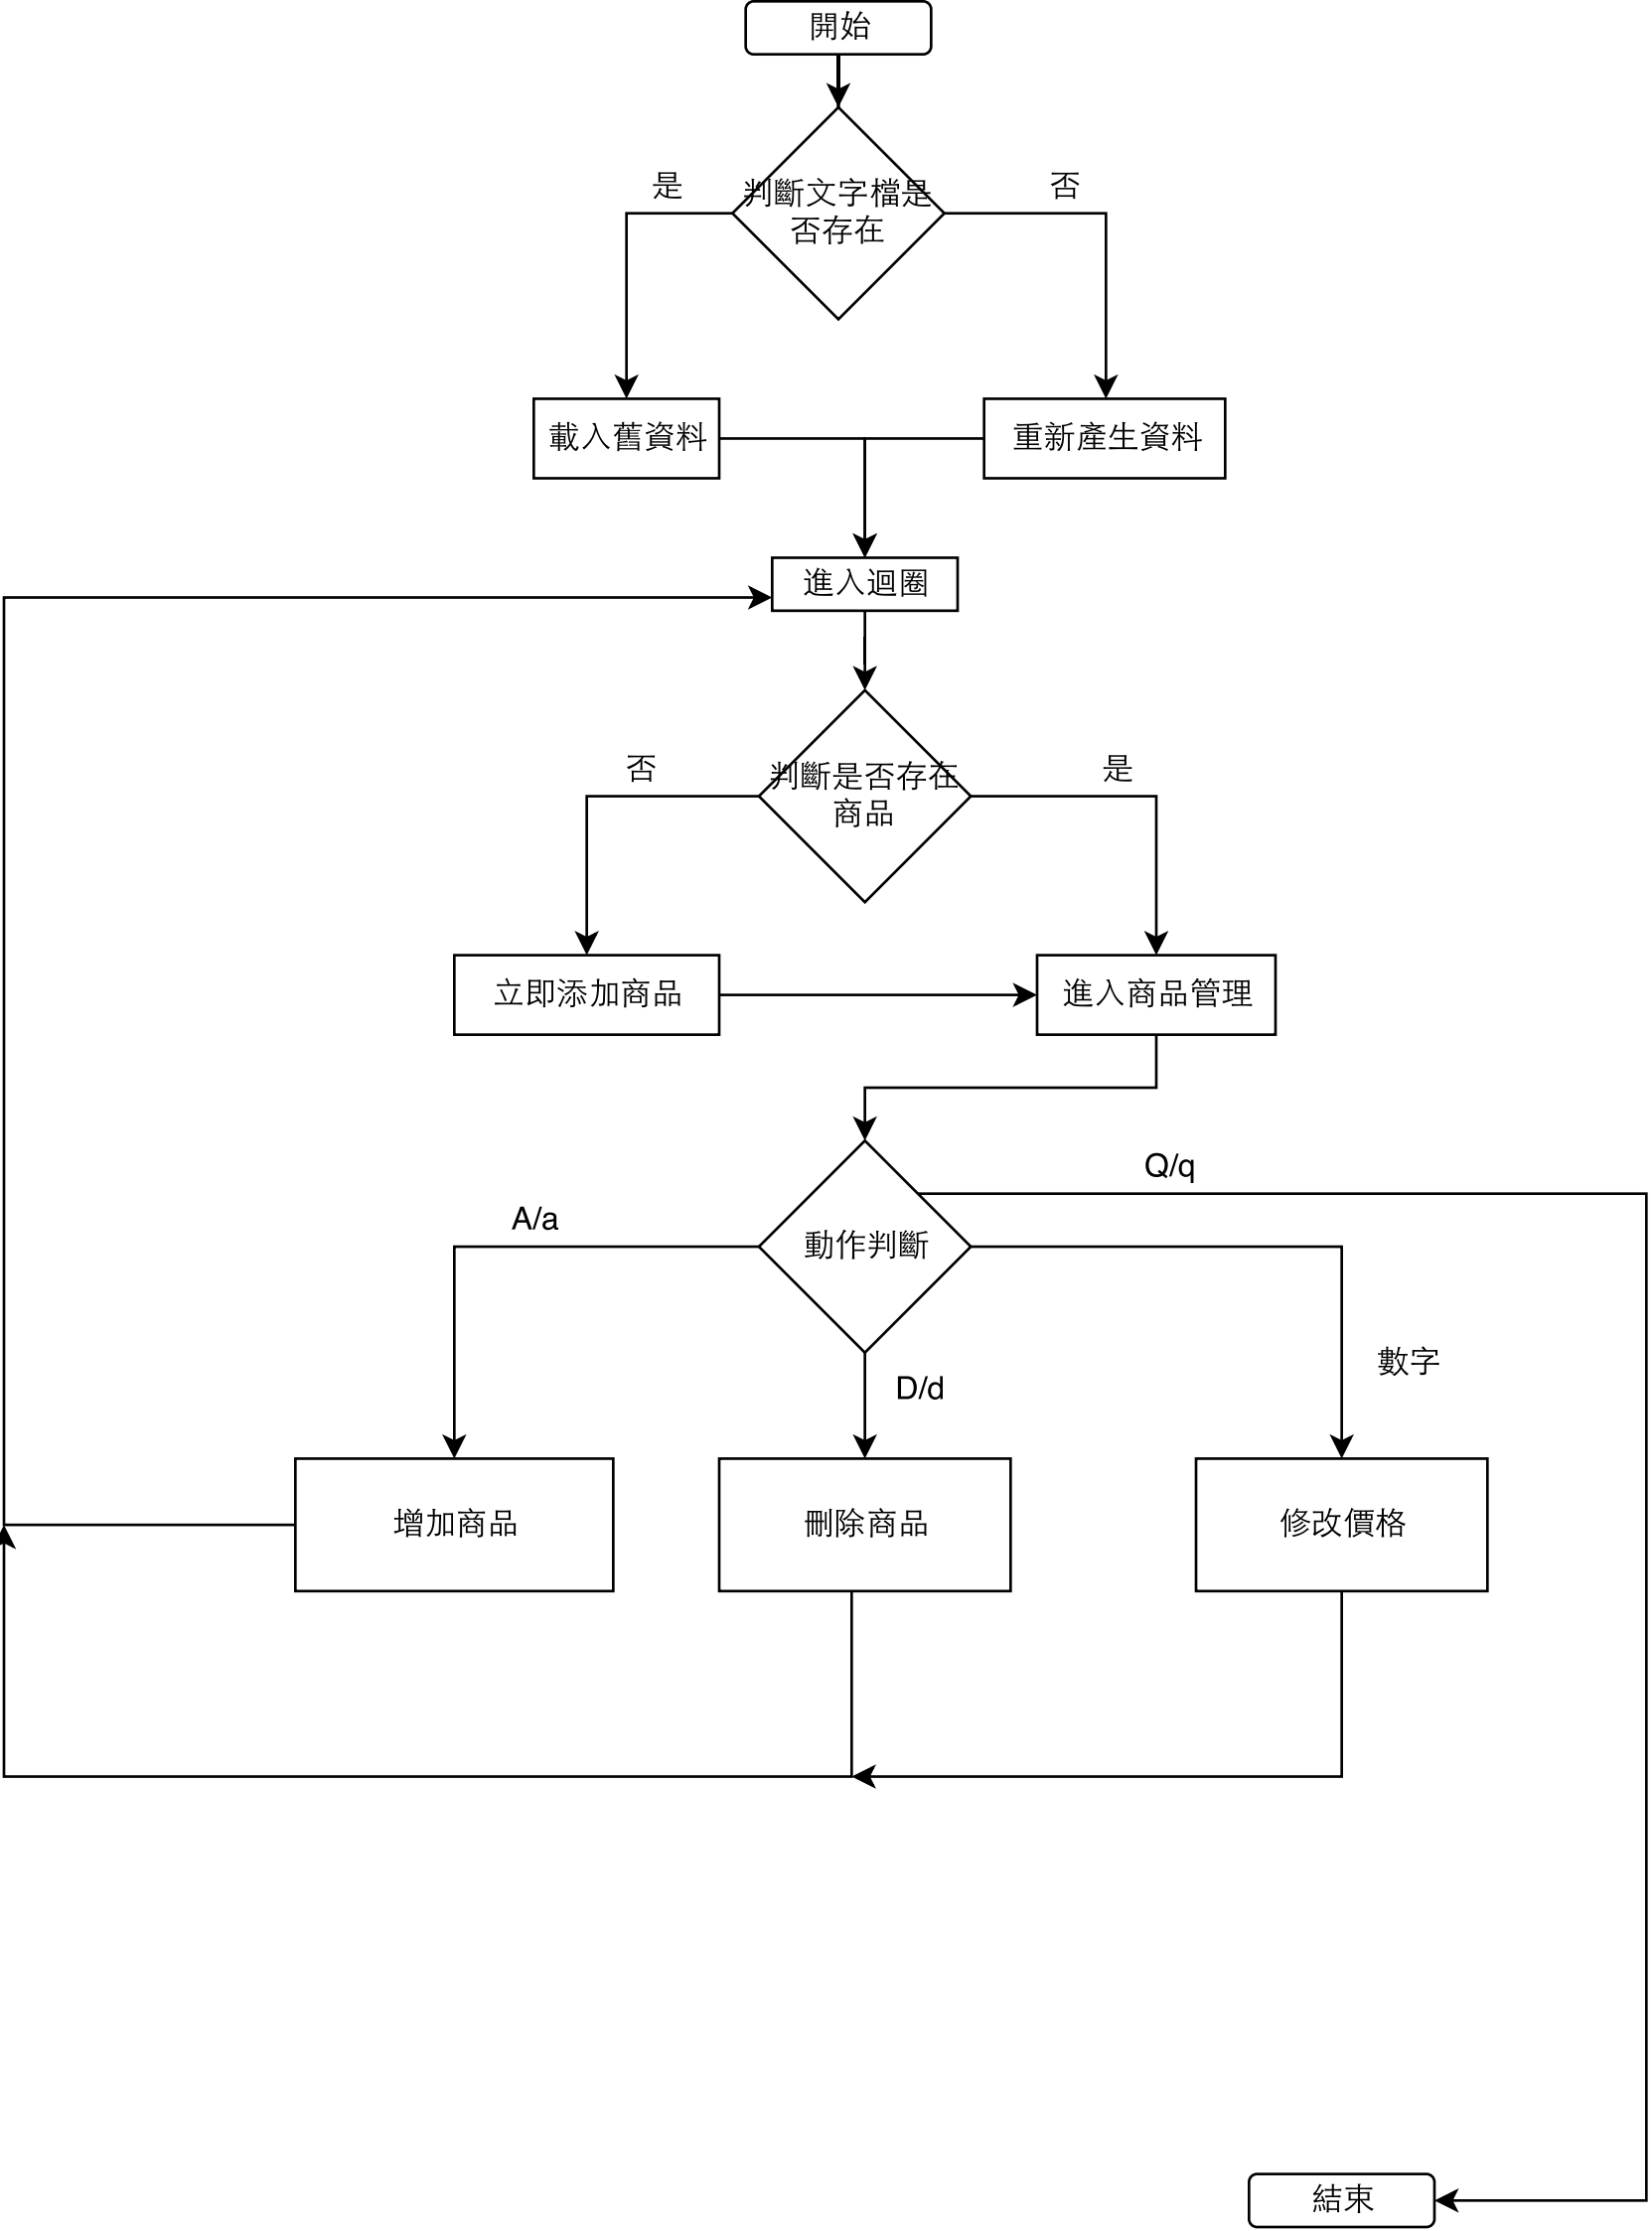 開始
是
否
判斷文字檔是
否存在
載入舊資料
重新產生資料
進入迴圈
否
是
判斷是否存在
商品
立即添加商品
進入商品管理
Q/q
A/a
動作判斷
數字
D/d
增加商品
刪除商品
修改價格
結束